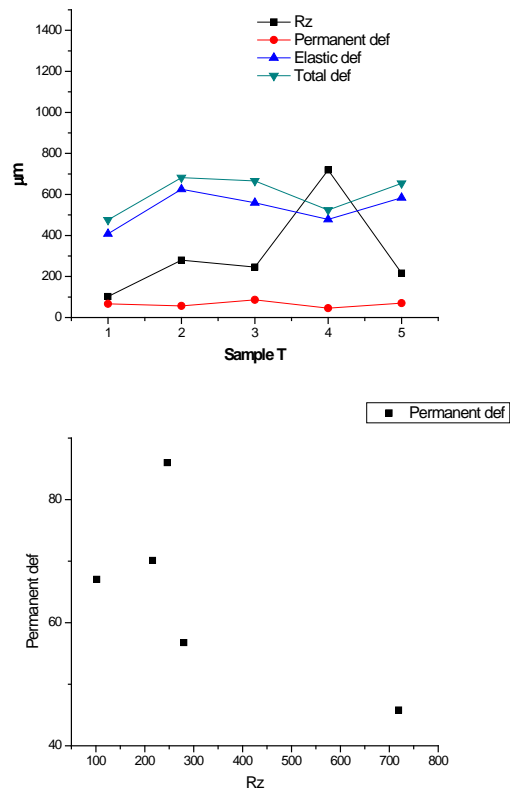 1400
1200
1000
800
600
400
200
0
µm
Rz
Permanent def
Elastic def
Total def
1 2 3 4 5
Sample T
Permanent def
80
60
40
Permanent def
100 200 300 400 500 600 700 800
Rz